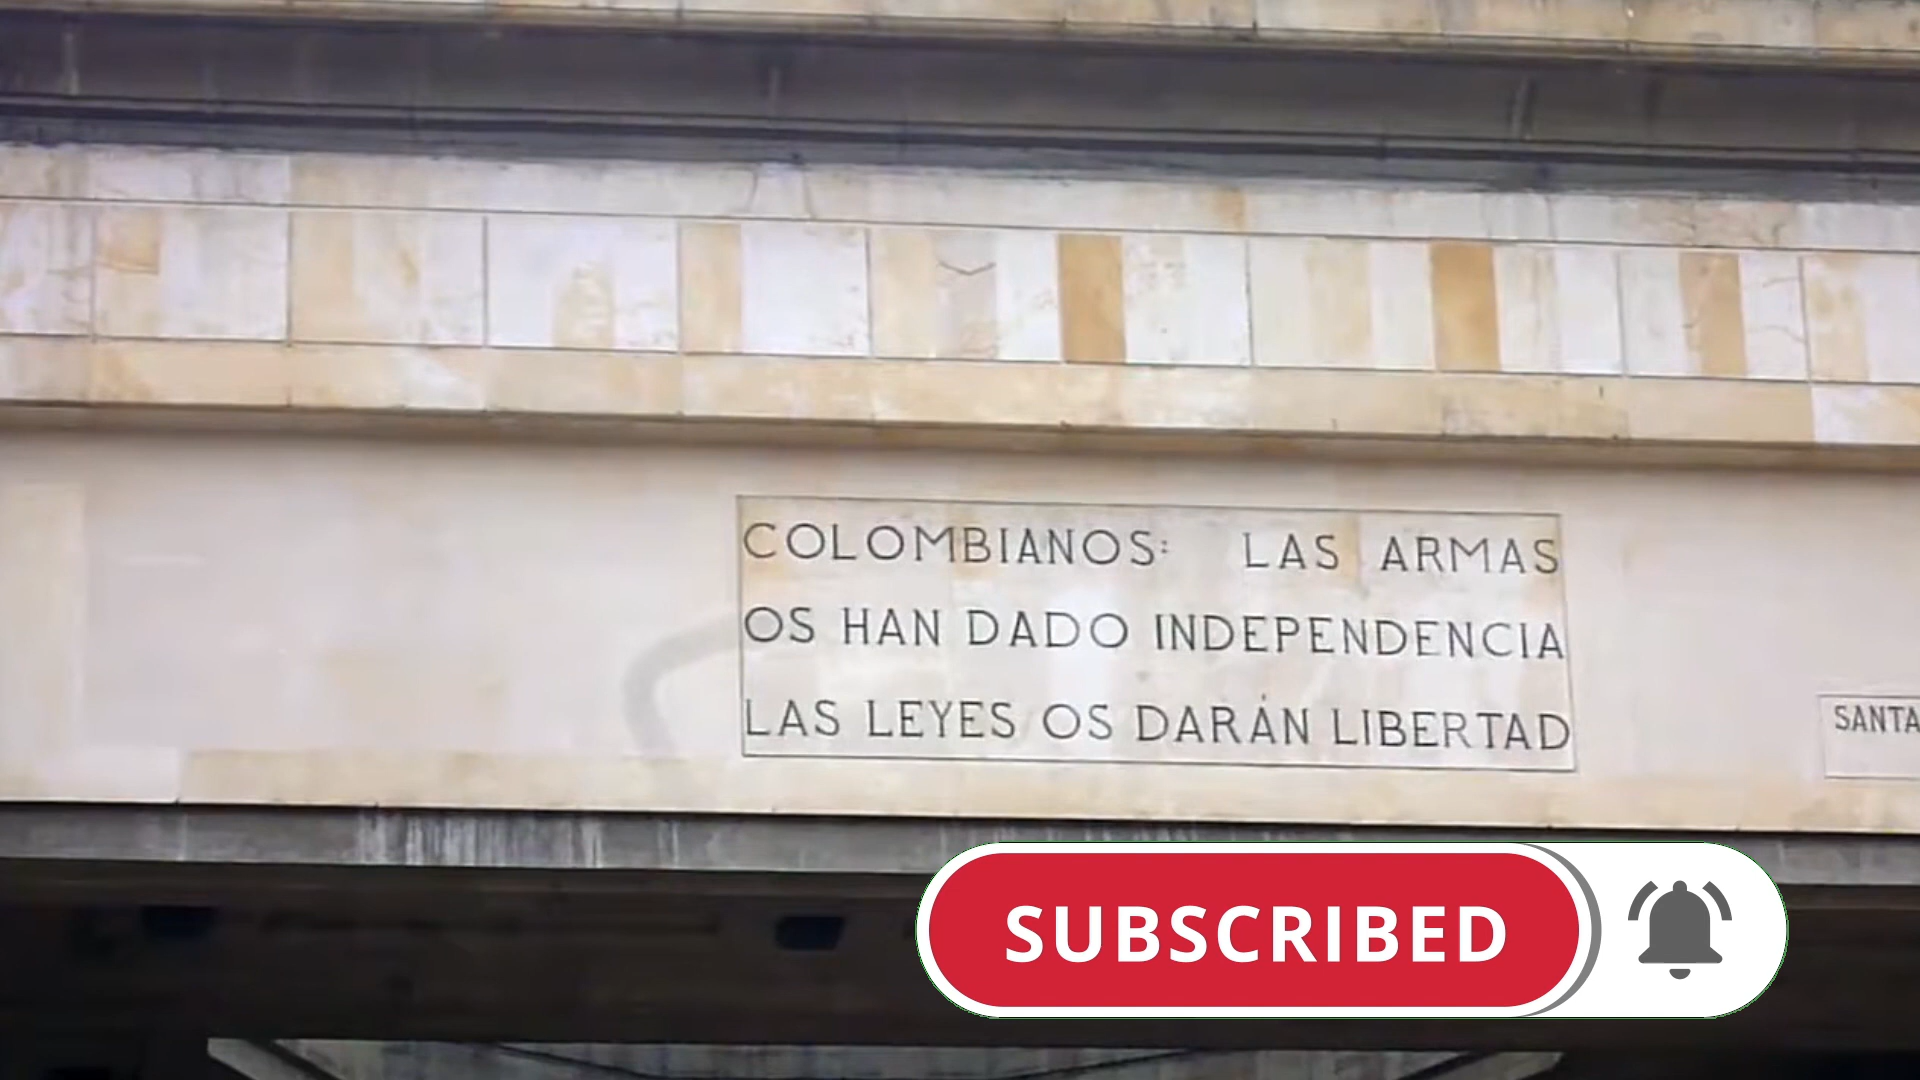 COLOMBIANOS: LAS ARMAS
OS HAN DADO INDEPENDENCIA
LAS LEYES OS DARÁN LIBERTAD
SANTA
SUBSCRIBED